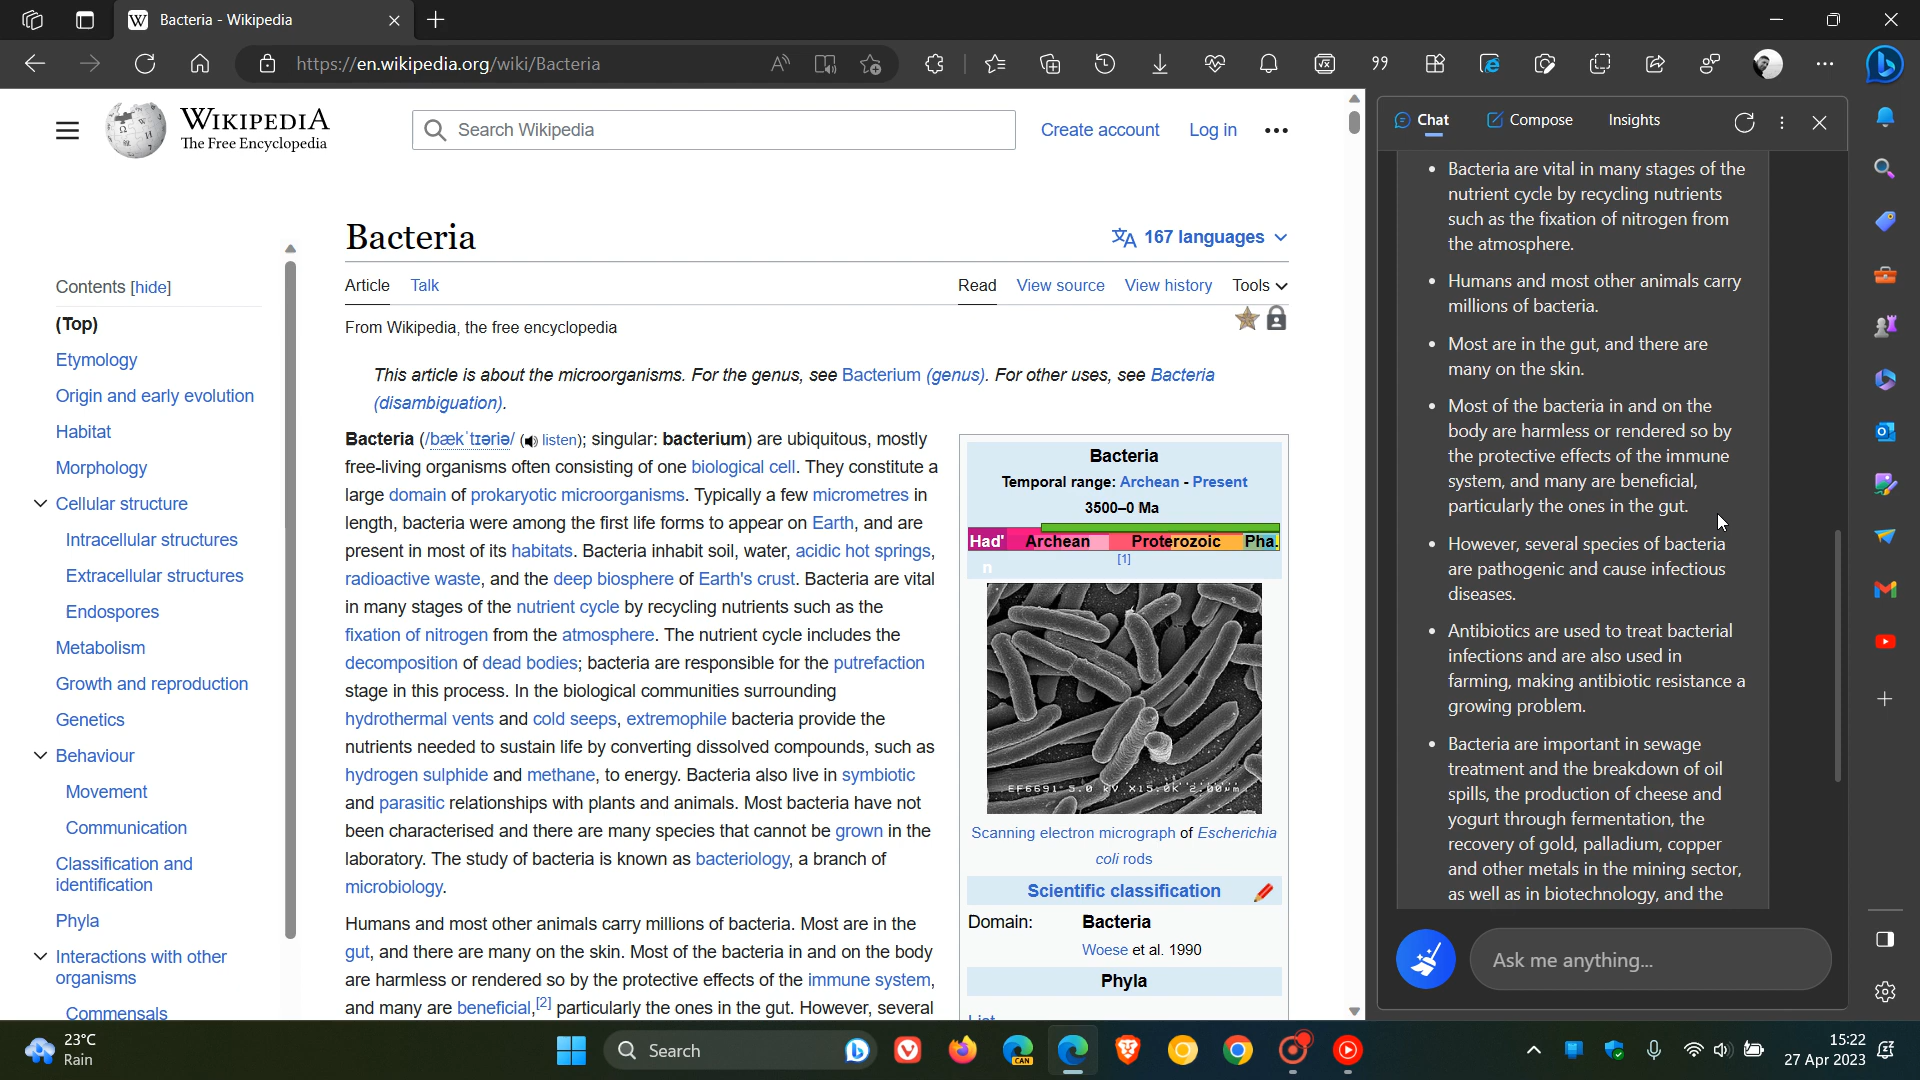 Bacteria - Wikipedia
https://en.wikipedia.org/wiki/Bacteria
WIKIPEDIA
The Free Encyclopedia
Search Wikipedia
Create account
Log in
Contents [hide]
(Top)
Etymology
Origin and early evolution
Habitat
Morphology
Cellular structure
Intracellular structures
Extracellular structures
Endospores
Metabolism
Growth and reproduction
Genetics
Behaviour
Movement
Communication
Classification and
identification
Phyla
Interactions with other
organisms
Commensals
Bacteria
167 languages
Article
Talk
Read
View source
View history
Tools
From Wikipedia, the free encyclopedia
This article is about the microorganisms. For the genus, see Bacterium (genus). For other uses, see Bacteria
(disambiguation).
Bacteria (/bækˈtɪəriə/ (listen); singular: bacterium) are ubiquitous, mostly
free-living organisms often consisting of one biological cell. They constitute a
large domain of prokaryotic microorganisms. Typically a few micrometres in
length, bacteria were among the first life forms to appear on Earth, and are
present in most of its habitats. Bacteria inhabit soil, water, acidic hot springs,
radioactive waste, and the deep biosphere of Earth's crust. Bacteria are vital
in many stages of the nutrient cycle by recycling nutrients such as the
fixation of nitrogen from the atmosphere. The nutrient cycle includes the
decomposition of dead bodies; bacteria are responsible for the putrefaction
stage in this process. In the biological communities surrounding
hydrothermal vents and cold seeps, extremophile bacteria provide the
nutrients needed to sustain life by converting dissolved compounds, such as
hydrogen sulphide and methane, to energy. Bacteria also live in symbiotic
and parasitic relationships with plants and animals. Most bacteria have not
been characterised and there are many species that cannot be grown in the
laboratory. The study of bacteria is known as bacteriology, a branch of
microbiology.
Humans and most other animals carry millions of bacteria. Most are in the
gut, and there are many on the skin. Most of the bacteria in and on the body
are harmless or rendered so by the protective effects of the immune system,
and many are beneficial,[2] particularly the ones in the gut. However, several
Bacteria
Temporal range: Archean - Present
3500–0 Ma
Had'
n
Archean
Proterozoic
Pha.
[1]
EF6691 5.0 kV X15.0k 2.00µm
Scanning electron micrograph of Escherichia
coli rods
Scientific classification
Domain: Bacteria
Woese et al. 1990
Phyla
Chat
Compose
Insights
• Bacteria are vital in many stages of the
nutrient cycle by recycling nutrients
such as the fixation of nitrogen from
the atmosphere.
• Humans and most other animals carry
millions of bacteria.
• Most are in the gut, and there are
many on the skin.
• Most of the bacteria in and on the
body are harmless or rendered so by
the protective effects of the immune
system, and many are beneficial,
particularly the ones in the gut.
• However, several species of bacteria
are pathogenic and cause infectious
diseases.
• Antibiotics are used to treat bacterial
infections and are also used in
farming, making antibiotic resistance a
growing problem.
• Bacteria are important in sewage
treatment and the breakdown of oil
spills, the production of cheese and
yogurt through fermentation, the
recovery of gold, palladium, copper
and other metals in the mining sector,
as well as in biotechnology, and the
Ask me anything...
23°C
Rain
Search
CAN
15:22
27 Apr 2023